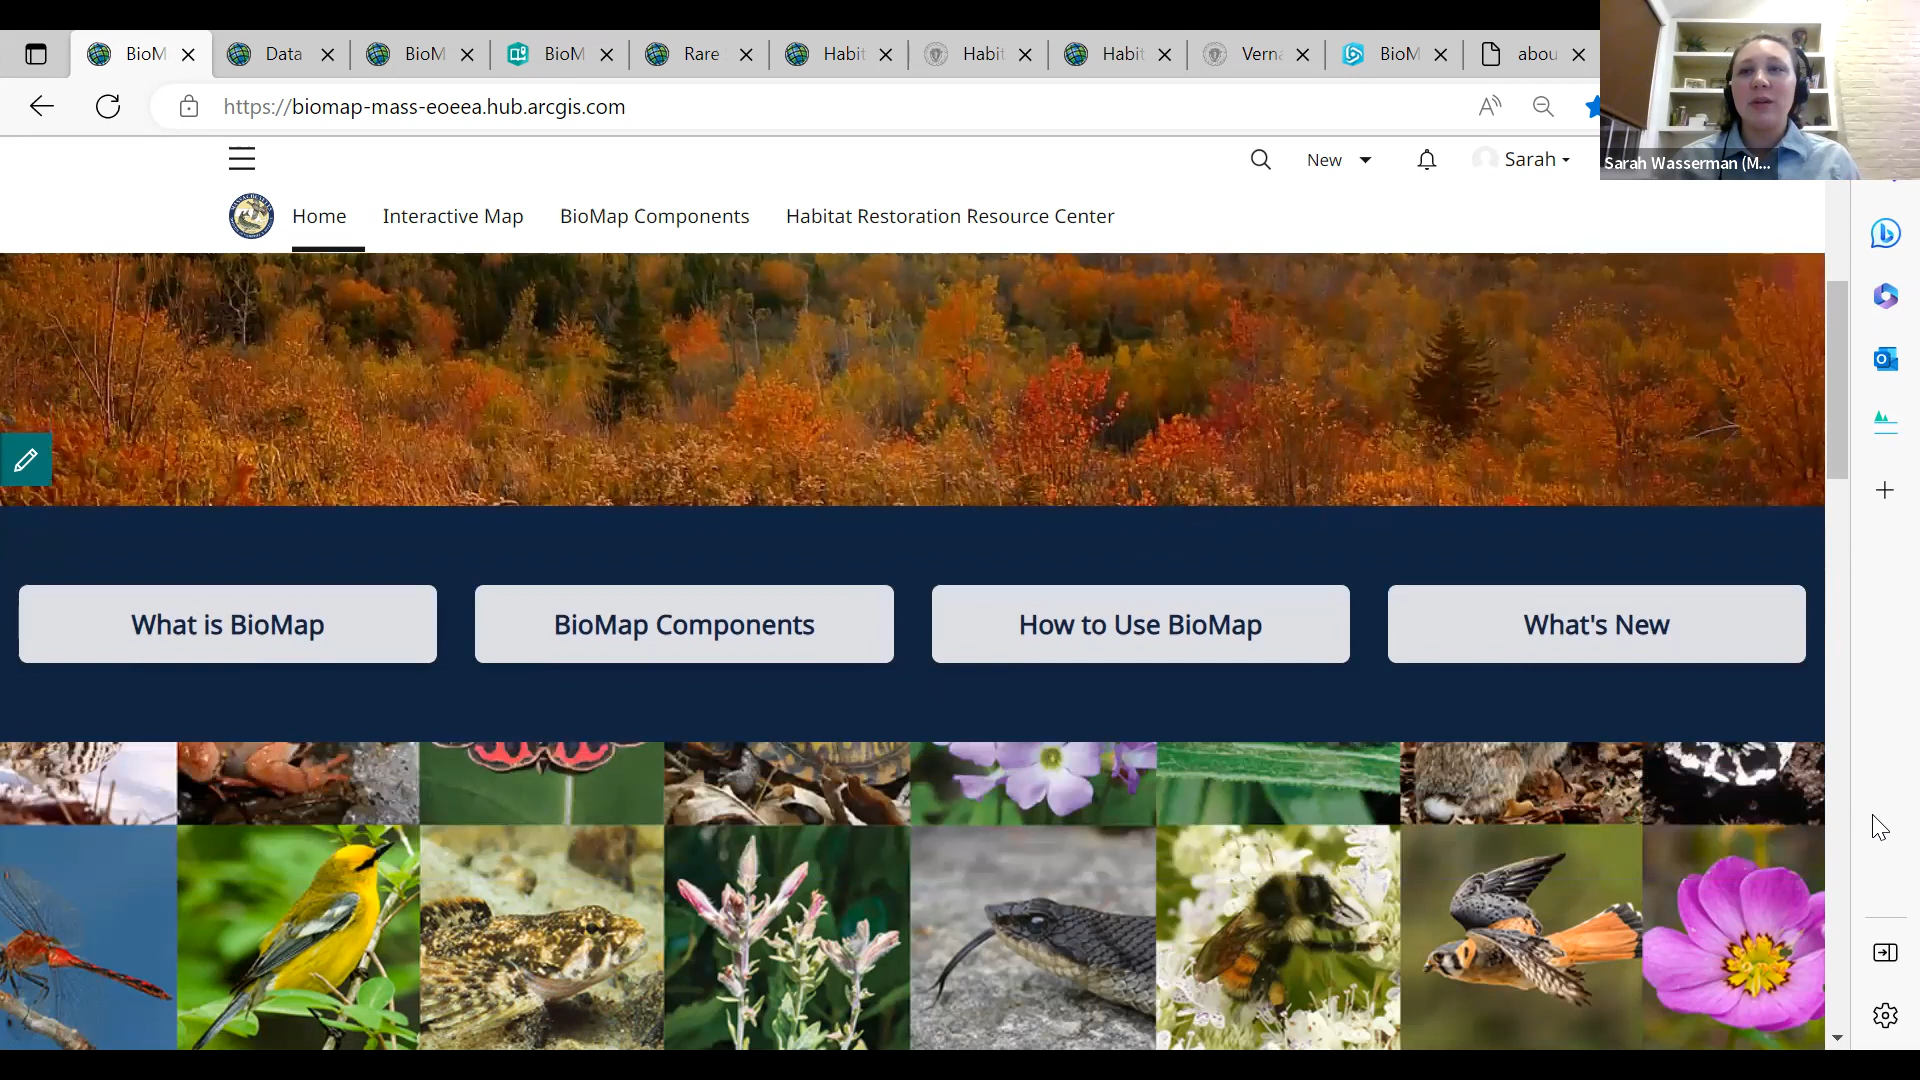 BioM
Data
BioM
BioM
Rare
Habit
Habit
Habit
Verna
BioM
abou
https://biomap-mass-eoeea.hub.arcgis.com
New
Sarah
Sarah Wasserman (M...
Home
Interactive Map
BioMap Components
Habitat Restoration Resource Center
What is BioMap
BioMap Components
How to Use BioMap
What's New